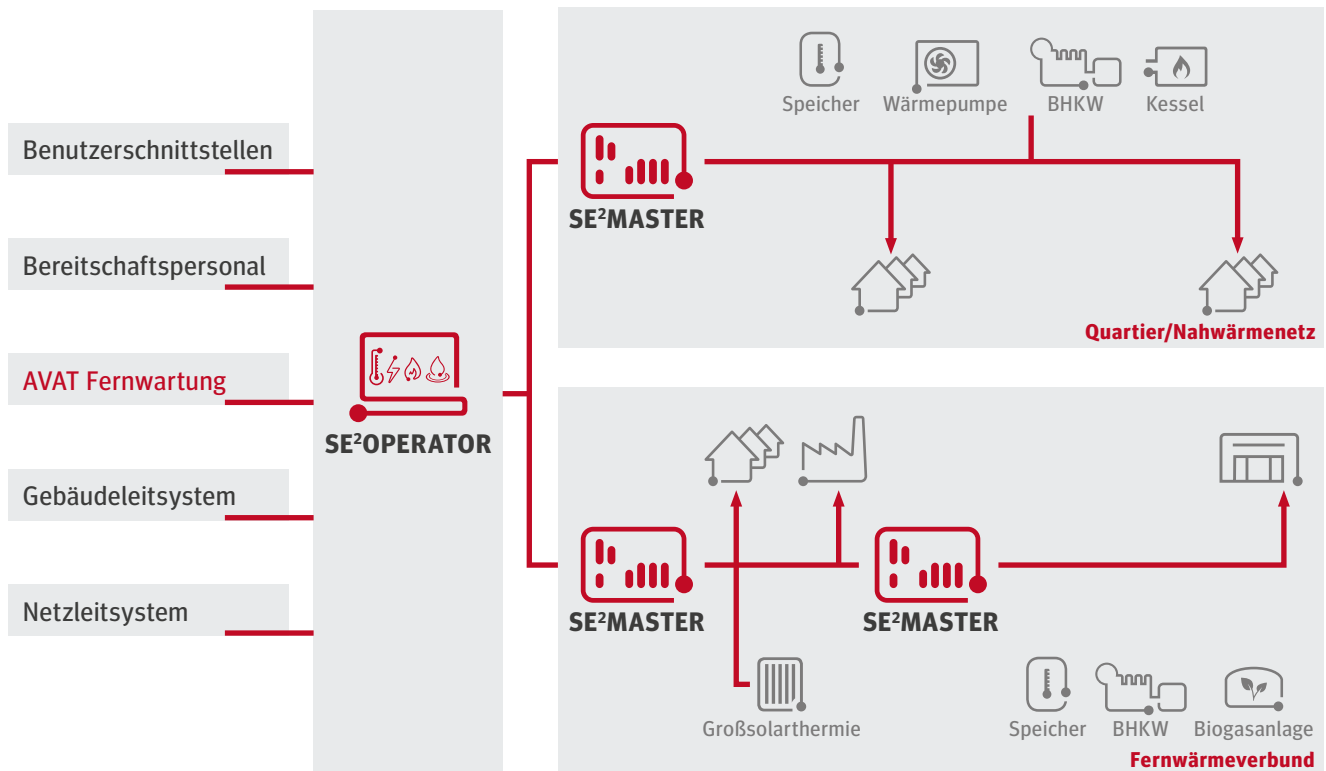 Benutzerschnittstellen
Bereitschaftspersonal
AVAT Fernwartung
Gebäudeleitsystem
Netzleitsystem
SE²OPERATOR
Speicher
Wärmepumpe
BHKW
Kessel
SE²MASTER
Quartier/Nahwärmenetz
SE²MASTER
SE²MASTER
Großsolarthermie
Speicher
BHKW
Biogasanlage
Fernwärmeverbund